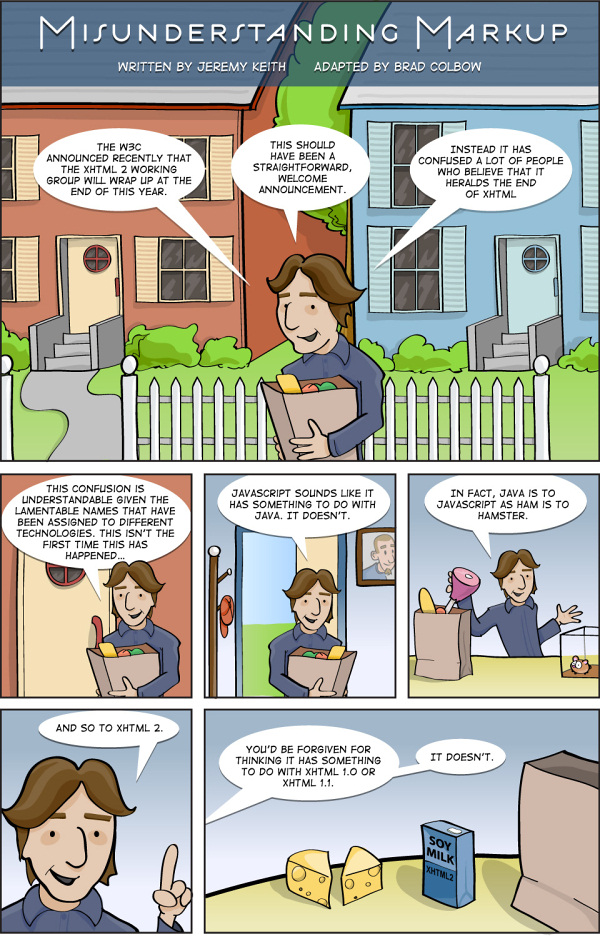 MISUNDERSTANDING MARKUP
WRITTEN BY JEREMY KEITH ADAPTED BY BRAD COLBOW
THE W3C
ANNOUNCED RECENTLY THAT
THE XHTML 2 WORKING
GROUP WILL WRAP UP AT THE
END OF THIS YEAR.
THIS SHOULD
HAVE BEEN A
STRAIGHTFORWARD,
WELCOME
ANNOUNCEMENT.
INSTEAD IT HAS
CONFUSED A LOT OF PEOPLE
WHO BELIEVE THAT IT
HERALDS THE END
OF XHTML
THIS CONFUSION IS
UNDERSTANDABLE GIVEN THE
LAMENTABLE NAMES THAT HAVE
BEEN ASSIGNED TO DIFFERENT
TECHNOLOGIES. THIS ISN'T THE
FIRST TIME THIS HAS
HAPPENED...
JAVASCRIPT SOUNDS LIKE IT
HAS SOMETHING TO DO WITH
JAVA. IT DOESN'T.
IN FACT, JAVA IS TO
JAVASCRIPT AS HAM IS TO
HAMSTER.
AND SO TO XHTML 2.
YOU'D BE FORGIVEN FOR
THINKING IT HAS SOMETHING
TO DO WITH XHTML 1.0 OR
XHTML 1.1.
IT DOESN'T.
SOY
MILK
XHTML2